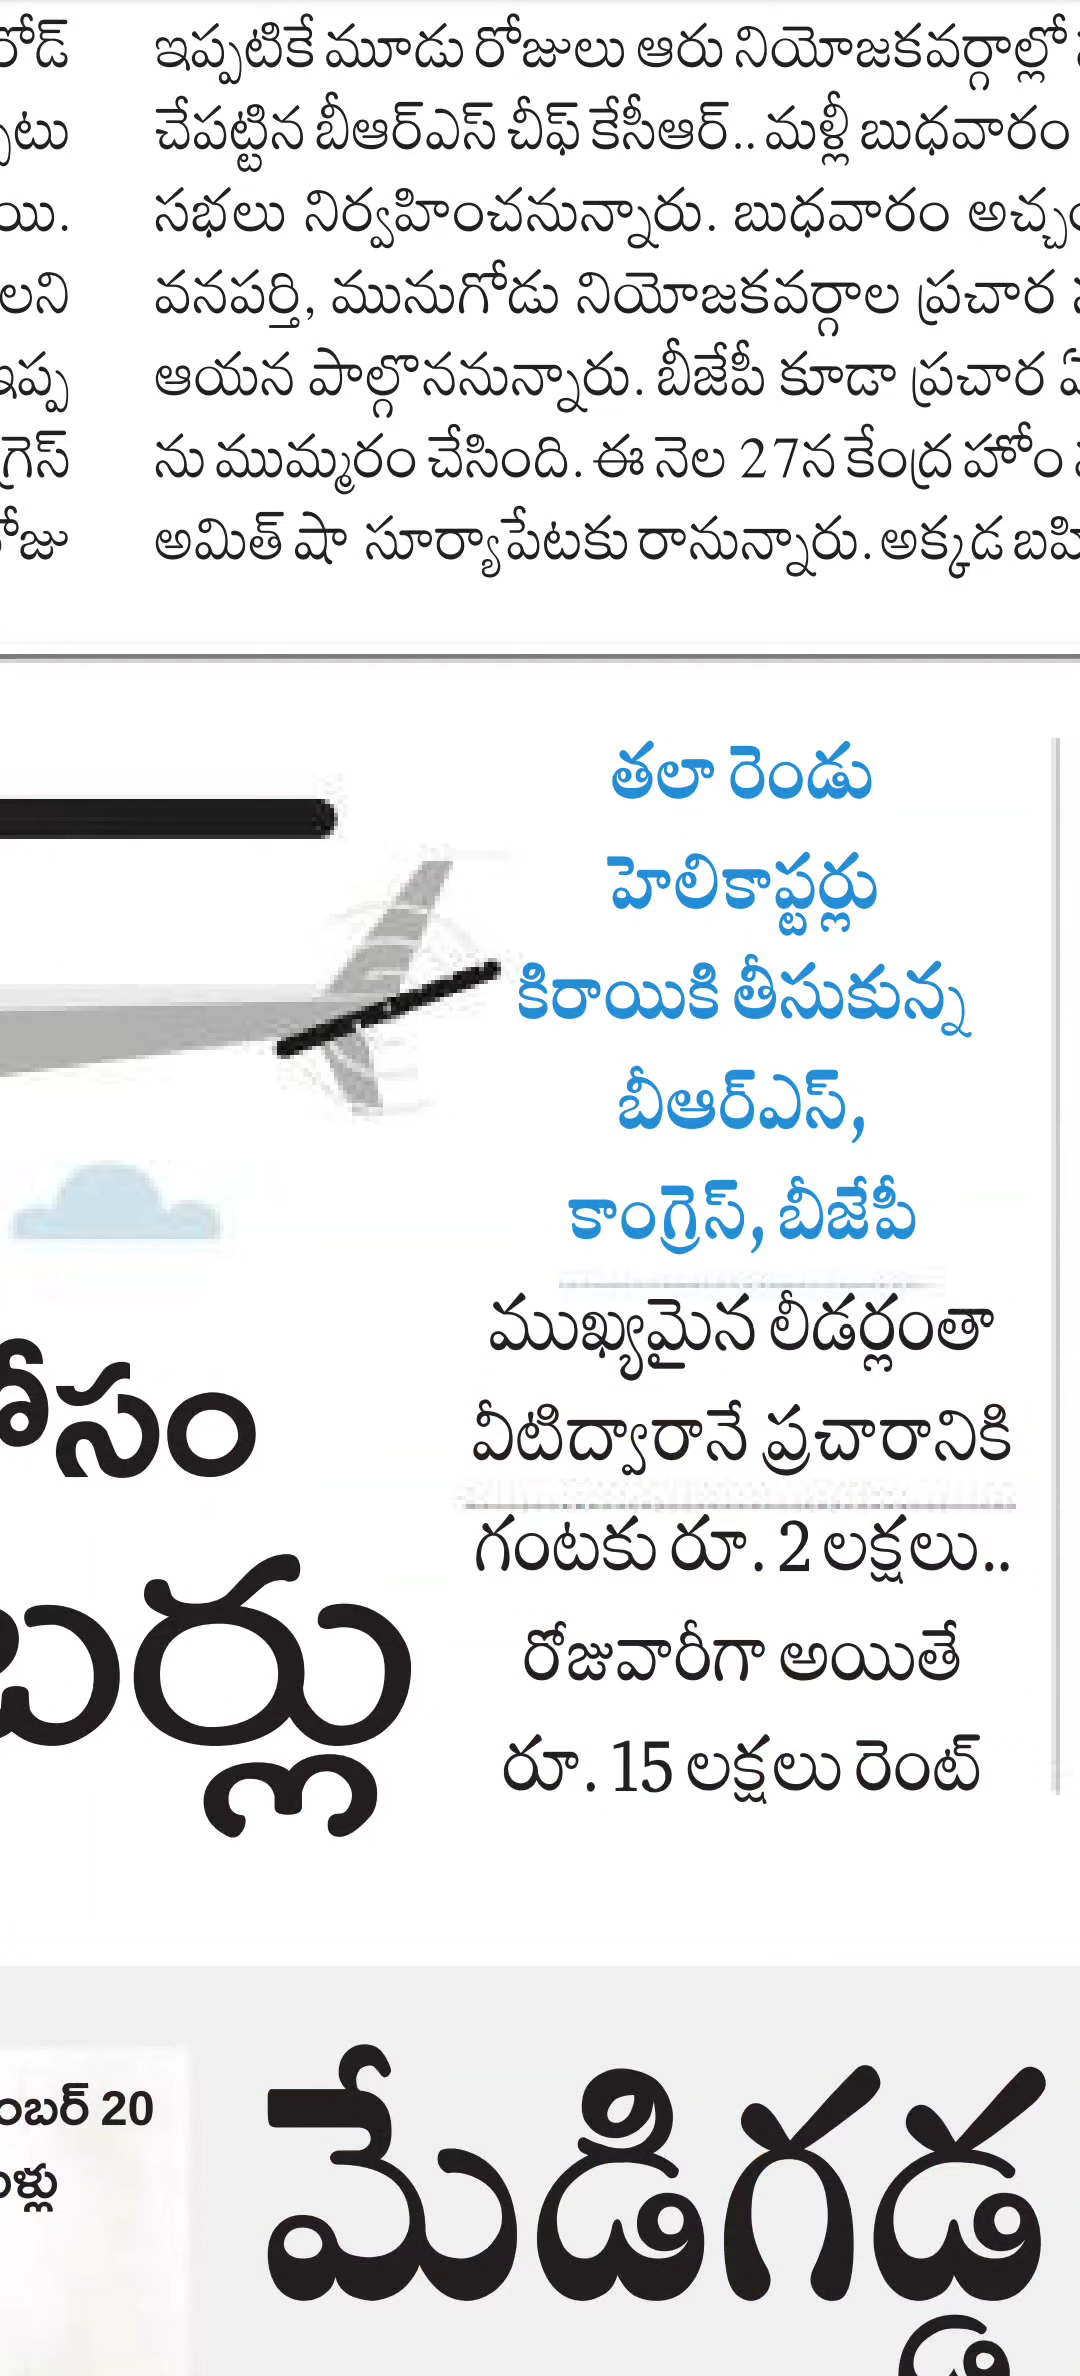 ఇప్పటికే మూడు రోజులు ఆరు నియోజకవర్గాల్లో
చేపట్టిన బీఆర్ఎస్ చీఫ్ కేసీఆర్.. మళ్లీ బుధవారం
సభలు నిర్వహించనున్నారు. బుధవారం
వనపర్తి, మునుగోడు నియోజకవర్గాల ప్రచార
ఆయన పాల్గొననున్నారు. బీజేపీ కూడా ప్రచార
ను ముమ్మరం చేసింది. ఈ నెల 27న కేంద్ర హోం
అమిత్ షా సూర్యాపేటకు రానున్నారు. అక్కడ
తలా రెండు
హెలికాప్టర్లు
కిరాయికి తీసుకున్న
బీఆర్ఎస్,
కాంగ్రెస్, బీజేపీ
ముఖ్యమైన లీడర్లంతా
వీటిద్వారానే ప్రచారానికి
గంటకు రూ. 2 లక్షలు..
రోజువారీగా అయితే
రూ. 15 లక్షలు రెంట్
20
మేడిగడ్డ